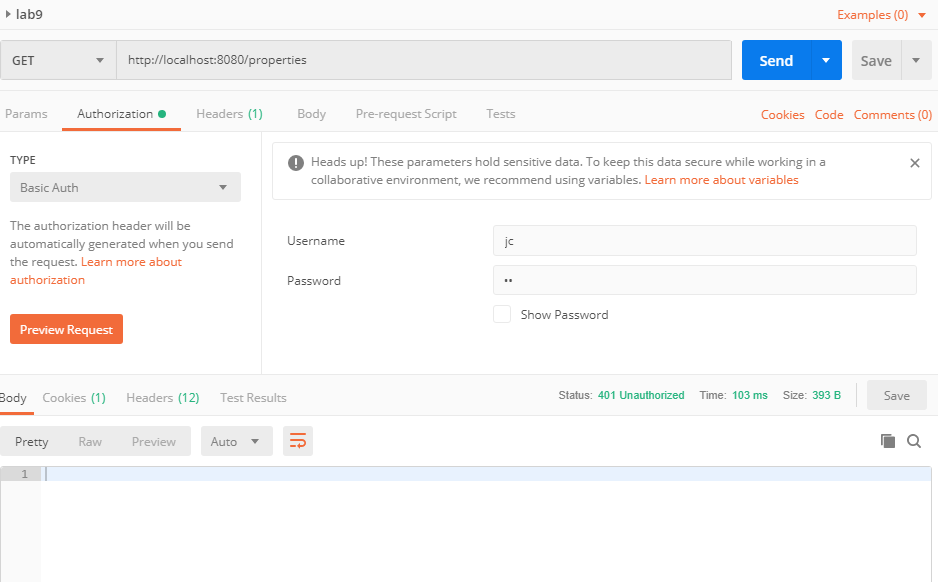 lab9
Examples (0)
GET
http://localhost:8080/properties
Send
Save
Params
Authorization
Headers (1)
Body
Pre-request Script
Tests
Cookies
Code
Comments (0)
TYPE
Basic Auth
The authorization header will be
automatically generated when you send
the request. Learn more about
authorization
Preview Request
Heads up! These parameters hold sensitive data. To keep this data secure while working in a
collaborative environment, we recommend using variables. Learn more about variables
Username
jc
Password
••
Show Password
Body
Cookies (1)
Headers (12)
Test Results
Status: 401 Unauthorized
Time: 103 ms
Size: 393 B
Save
Pretty
Raw
Preview
Auto
1